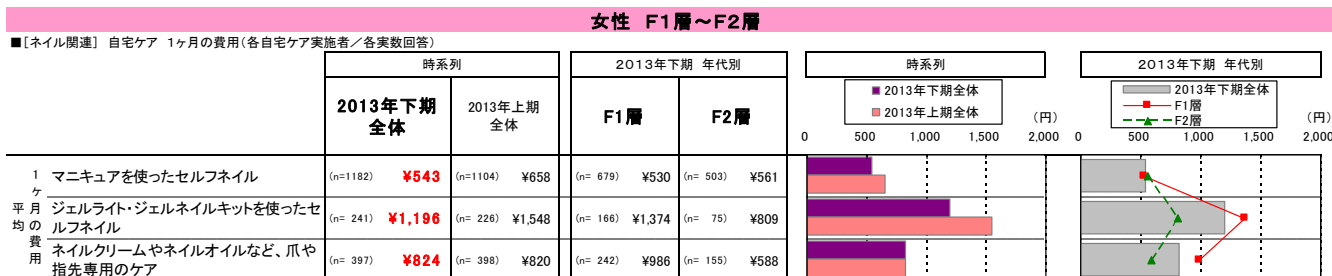 女性 F1層～F2層
■[ネイル関連] 自宅ケア 1ヶ月の費用(各自宅ケア実施者／各実数回答)
時系列
2013年下期 年代別
時系列
2013年下期 年代別
2013年下期
全体
2013年上期
全体
F1層
F2層
2013年下期全体
2013年上期全体
(円)
0 500 1,000 1,500 2,000
2013年下期全体
F1層
F2層
(円)
0 500 1,000 1,500 2,000
1ヶ月の費用
平均
マニキュアを使ったセルフネイル
(n=1182) ¥543 (n=1104) ¥658 (n= 679) ¥530 (n= 503) ¥561
ジェルライト・ジェルネイルキットを使ったセ
ルフネイル
(n= 241) ¥1,196 (n= 226) ¥1,548 (n= 166) ¥1,374 (n= 75) ¥809
ネイルクリームやネイルオイルなど、爪や
指先専用のケア
(n= 397) ¥824 (n= 398) ¥820 (n= 242) ¥986 (n= 155) ¥588